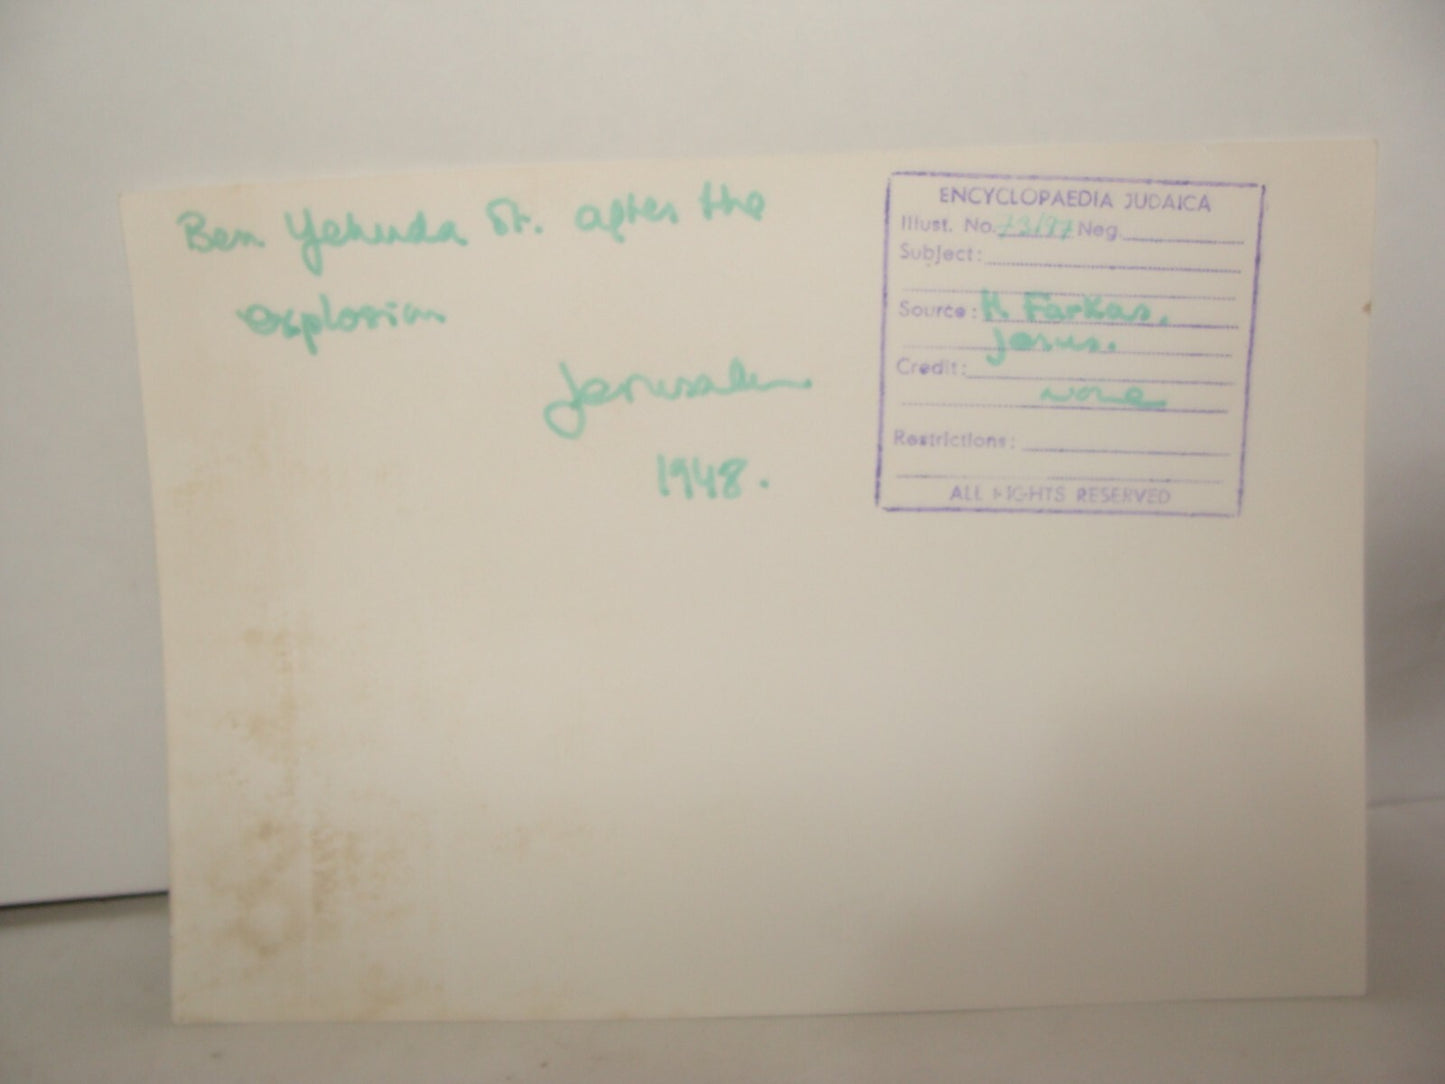 Ben Yehuda St. after the
explosion
Jerusalem
1948.
ENCYCLOPAEDIA JUDAICA
Illust. No. Neg.
Subject:
Source: H. Farkas,
Jerus.
Credit:
none
Restrictions:
ALL RIGHTS RESERVED